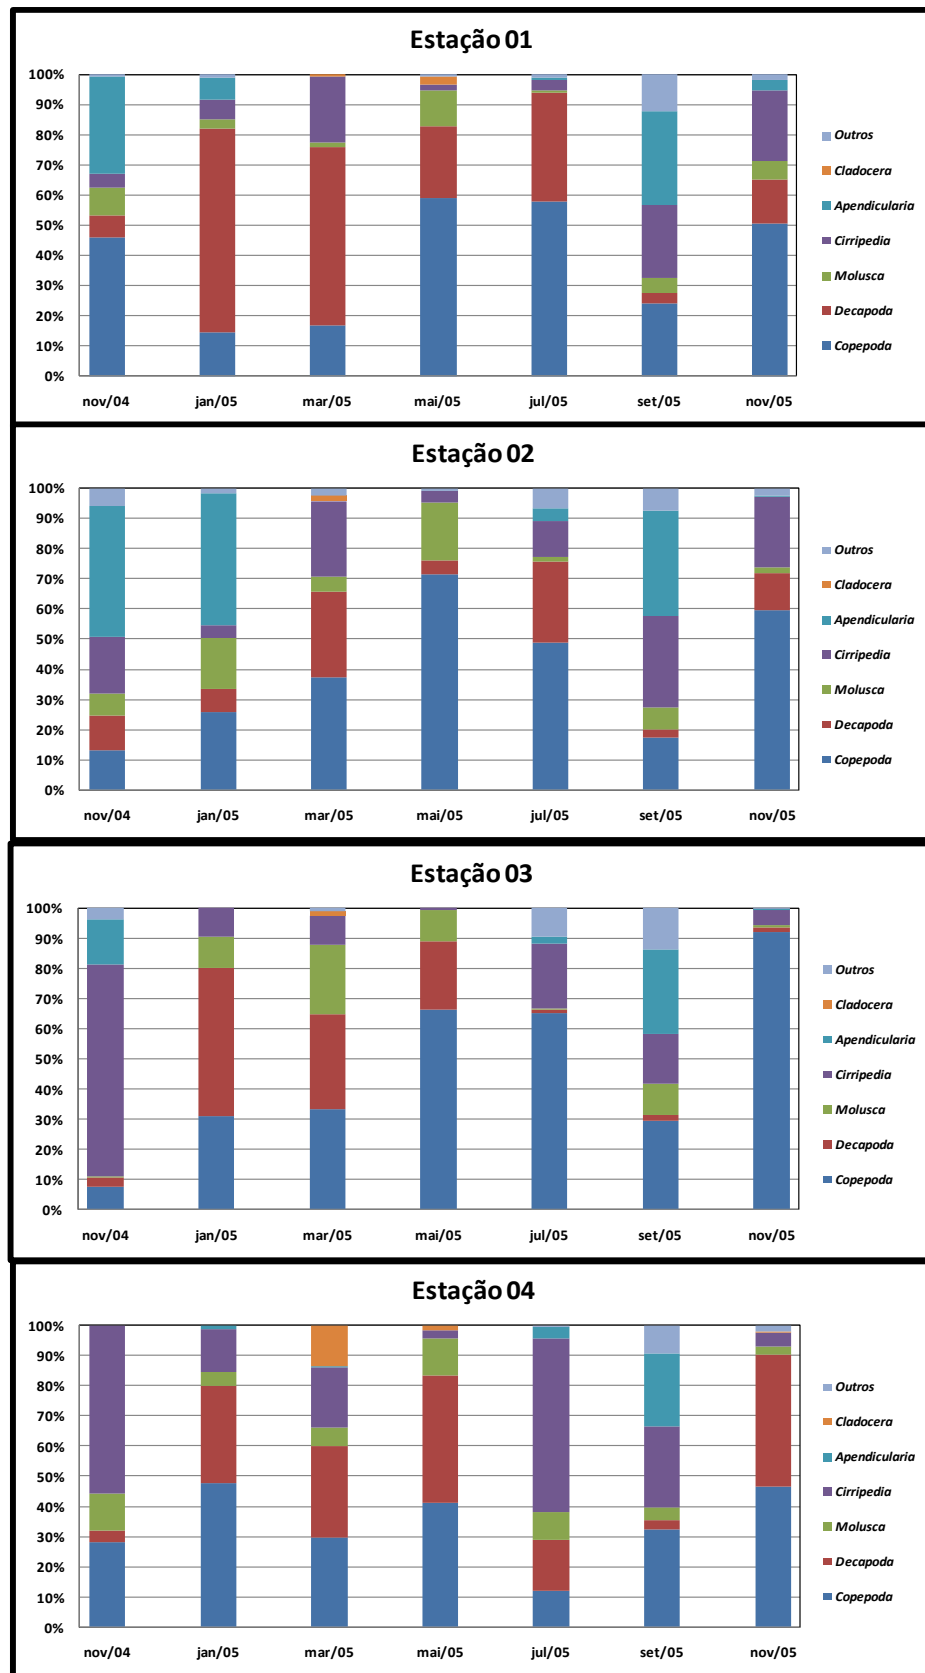 Estação 01
100%
90%
80%
70%
60%
50%
40%
30%
20%
10%
0%
nov/04 jan/05 mar/05 mai/05 jul/05 set/05 nov/05
Outros
Cladocera
Apendicularia
Cirripedia
Molusca
Decapoda
Copepoda
Estação 02
100%
90%
80%
70%
60%
50%
40%
30%
20%
10%
0%
nov/04 jan/05 mar/05 mai/05 jul/05 set/05 nov/05
Outros
Cladocera
Apendicularia
Cirripedia
Molusca
Decapoda
Copepoda
Estação 03
100%
90%
80%
70%
60%
50%
40%
30%
20%
10%
0%
nov/04 jan/05 mar/05 mai/05 jul/05 set/05 nov/05
Outros
Cladocera
Apendicularia
Cirripedia
Molusca
Decapoda
Copepoda
Estação 04
100%
90%
80%
70%
60%
50%
40%
30%
20%
10%
0%
nov/04 jan/05 mar/05 mai/05 jul/05 set/05 nov/05
Outros
Cladocera
Apendicularia
Cirripedia
Molusca
Decapoda
Copepoda